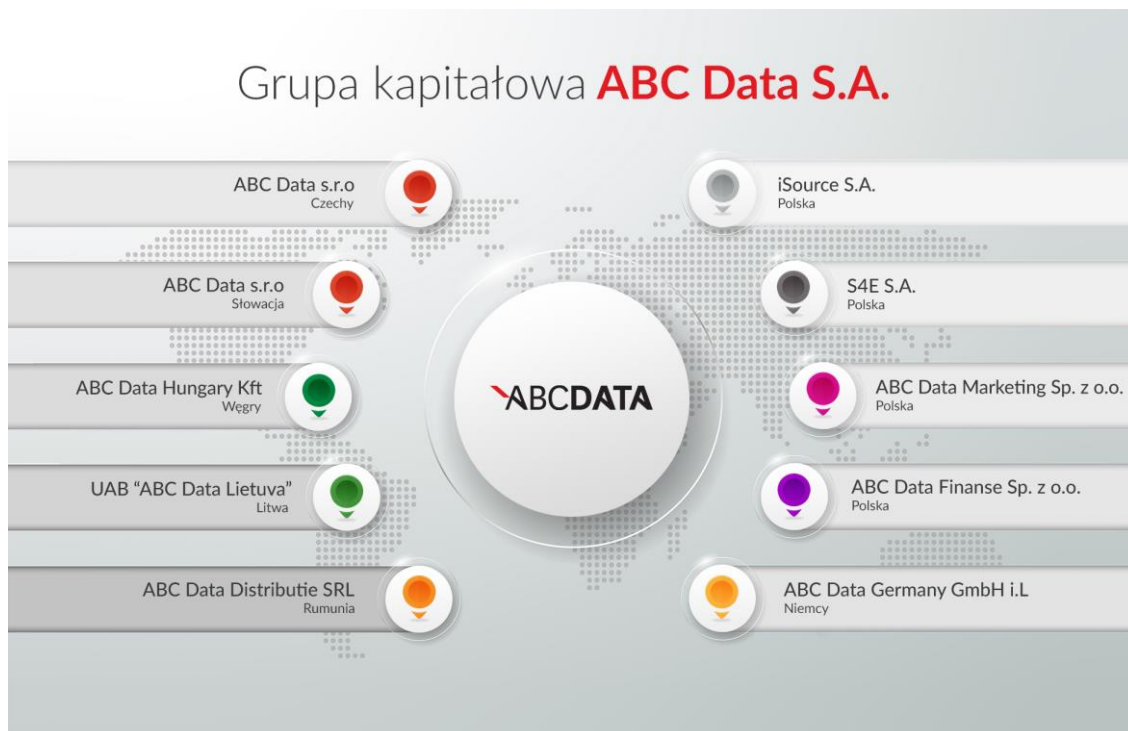 Grupa kapitałowa ABC Data S.A.
ABC Data s.r.o
Czechy
ABC Data s.r.o
Słowacja
ABC Data Hungary Kft
Węgry
UAB “ABC Data Lietuva”
Litwa
ABC Data Distributie SRL
Rumunia
ABCDATA
iSource S.A.
Polska
S4E S.A.
Polska
ABC Data Marketing Sp. z o.o.
Polska
ABC Data Finanse Sp. z o.o.
Polska
ABC Data Germany GmbH i.L
Niemcy